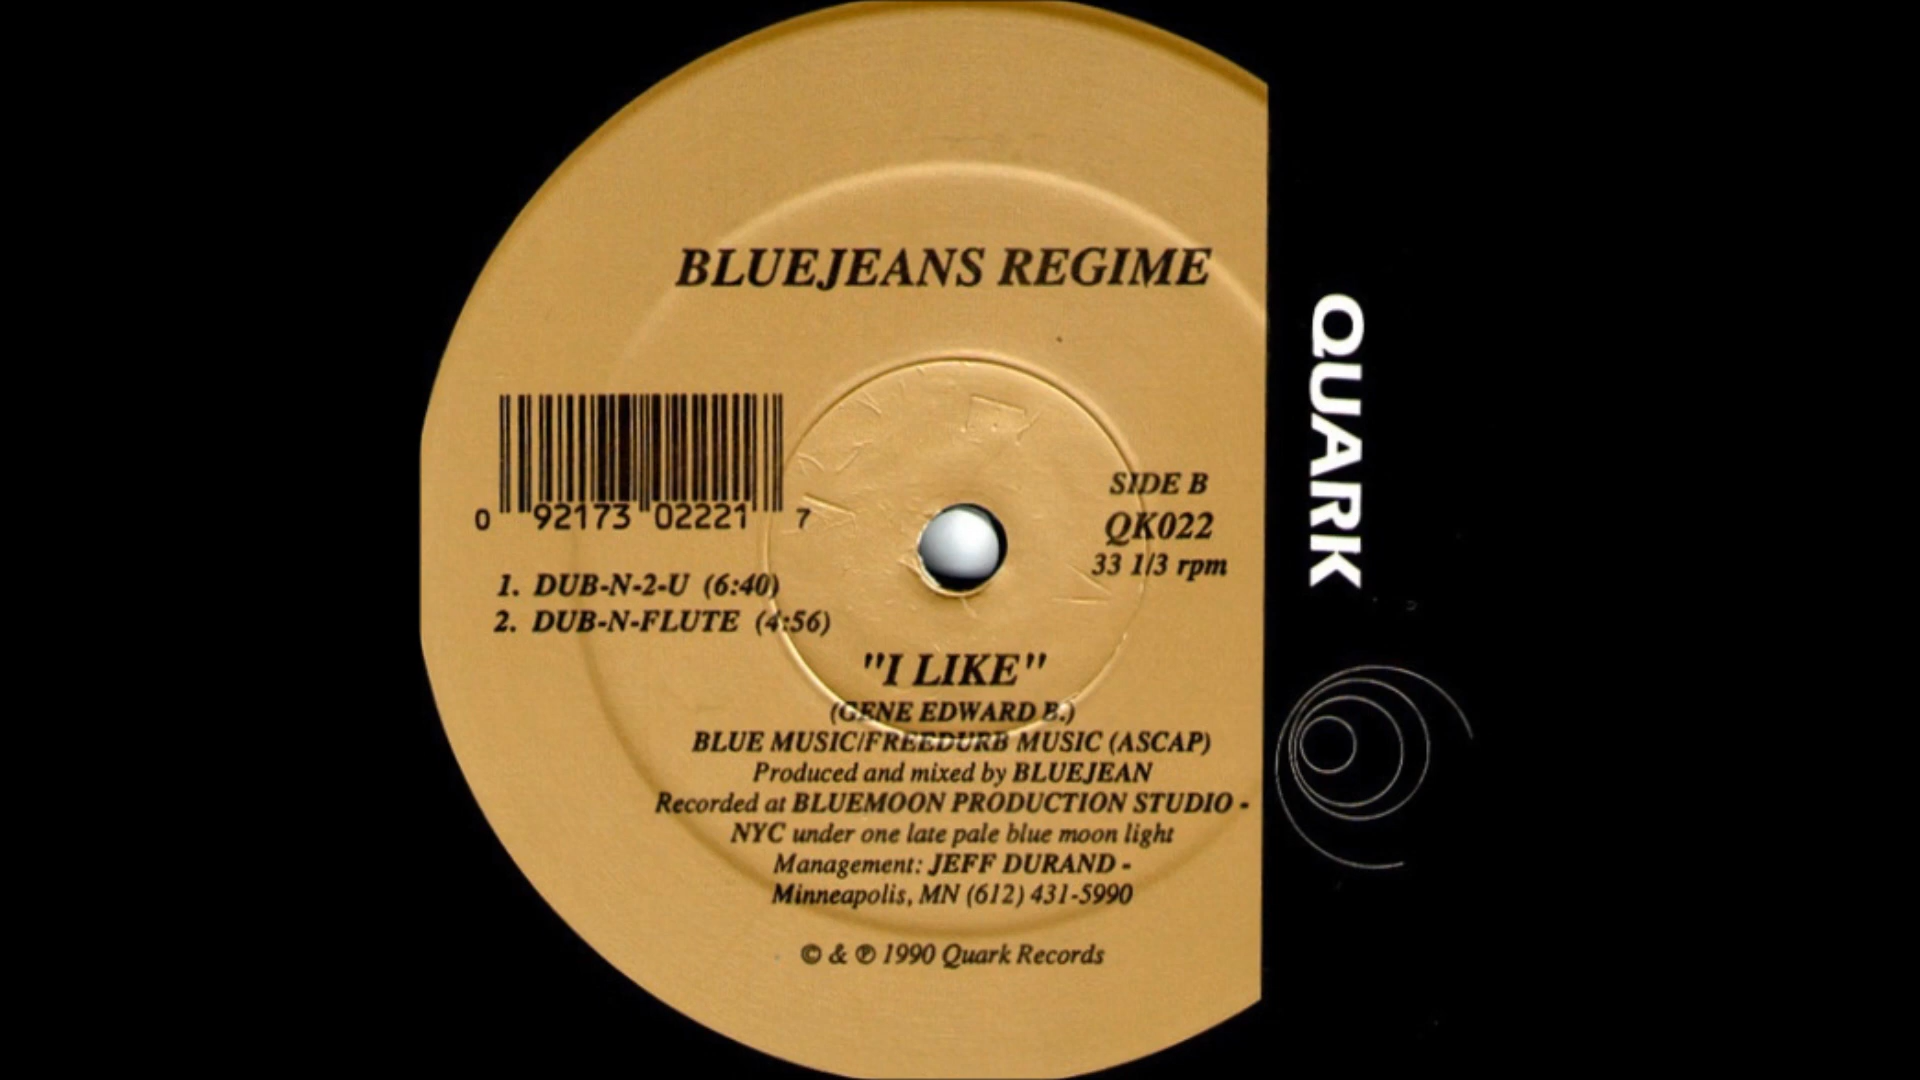 BLUEJEANS REGIME
0 92173 02221 7
SIDE B
QK022
33 1/3 rpm
1. DUB-N-2-U (6:40)
2. DUB-N-FLUTE (4:56)
"I LIKE"
(GENE EDWARD B.)
BLUE MUSIC/FREEDURB MUSIC (ASCAP)
Produced and mixed by BLUEJEAN
Recorded at BLUEMOON PRODUCTION STUDIO -
NYC under one late pale blue moon light
Management: JEFF DURAND -
Minneapolis, MN (612) 431-5990
© & ℗ 1990 Quark Records
QUARK